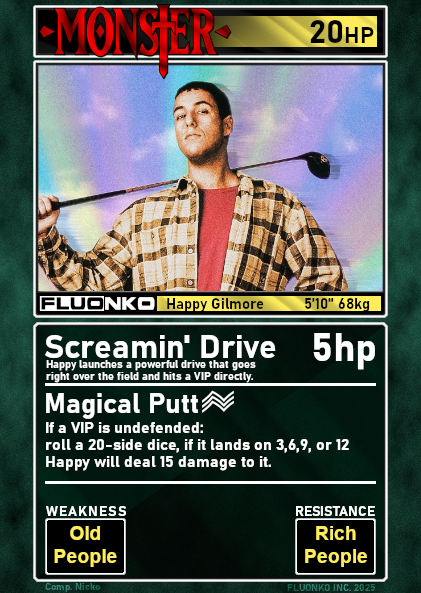 MONSTER
20HP
FLUONKO
Happy Gilmore
5'10" 68kg
Screamin' Drive
5hp
Happy launches a powerful drive that goes
right over the field and hits a VIP directly.
Magical Putt
If a VIP is undefended:
roll a 20-side dice, if it lands on 3,6,9, or 12
Happy will deal 15 damage to it.
WEAKNESS
RESISTANCE
Old
People
Rich
People
Comp. Nicko
FLUONKO INC. 2025